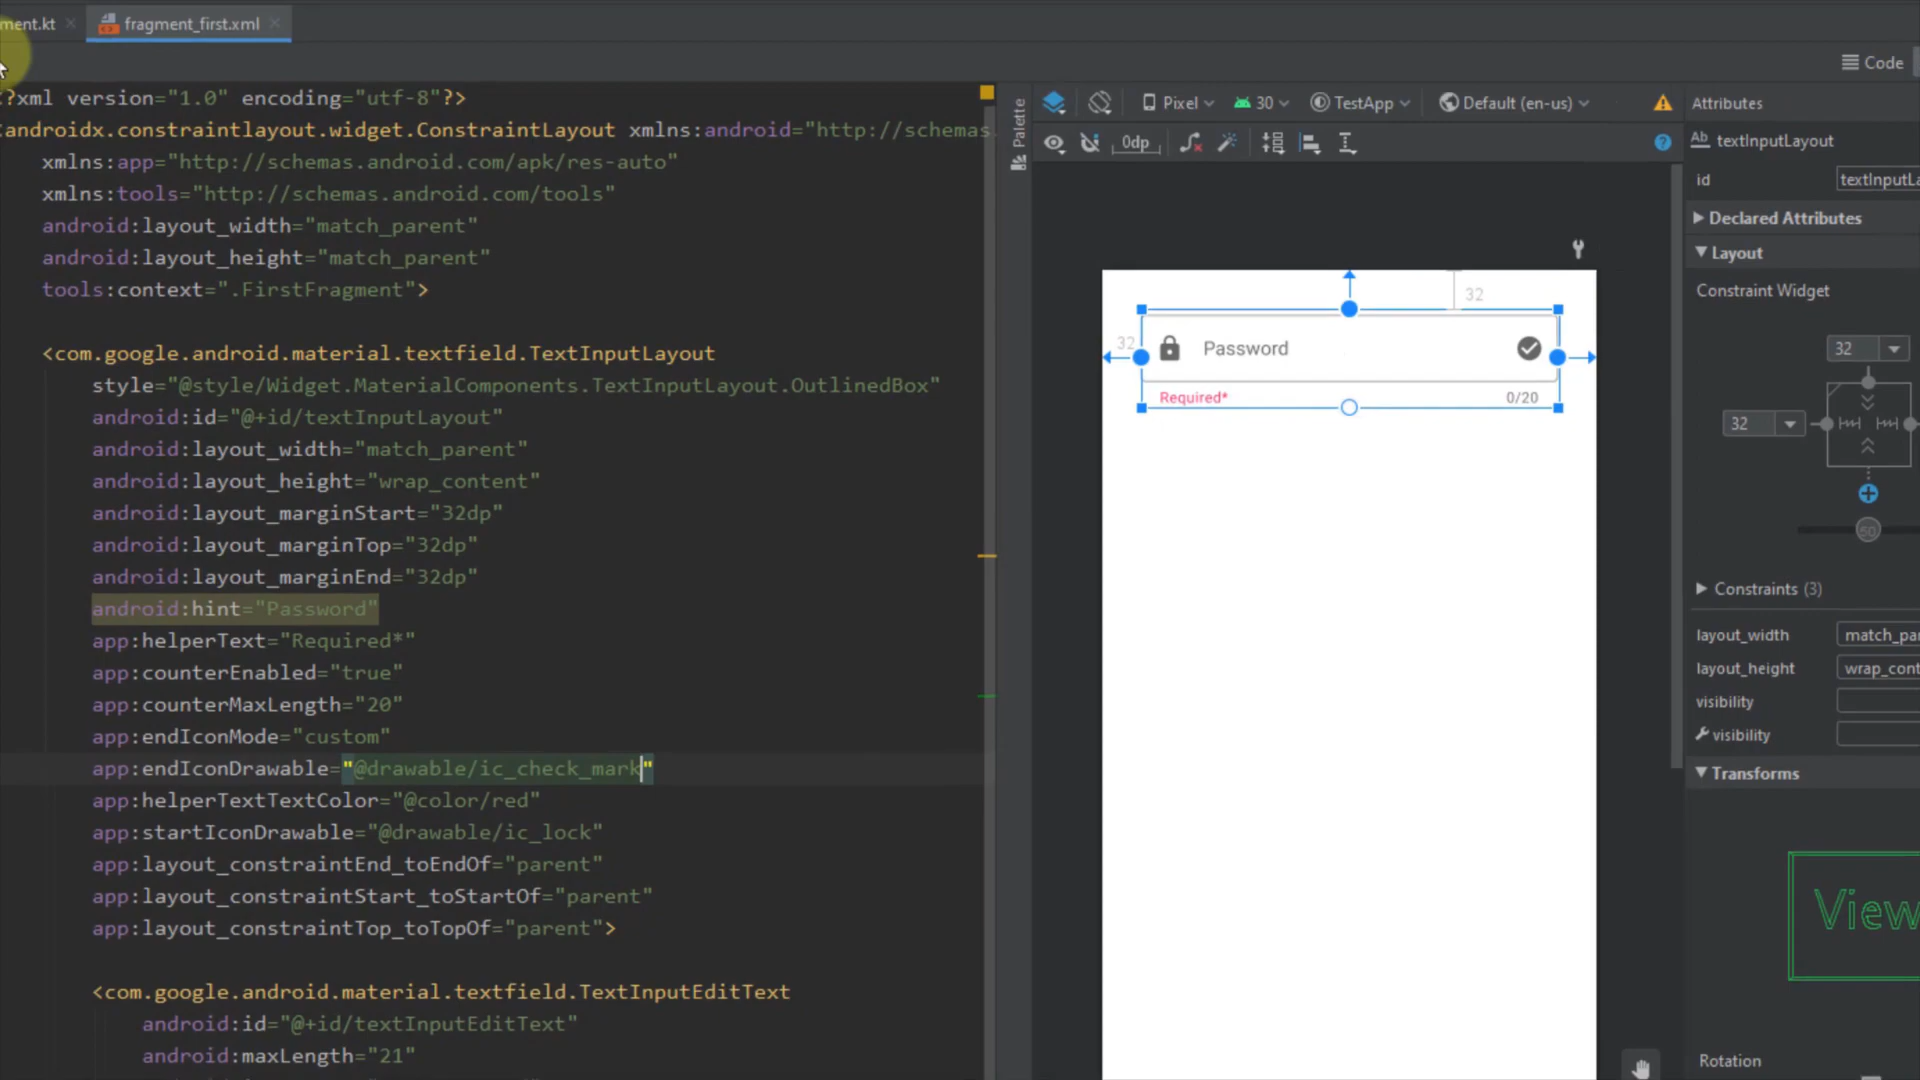 ment.kt
fragment_first.xml
Code
?xml version="1.0" encoding="utf-8"?>
androidx.constraintlayout.widget.ConstraintLayout xmlns:android="http://schemas.
xmlns:app="http://schemas.android.com/apk/res-auto"
xmlns:tools="http://schemas.android.com/tools"
android:layout_width="match_parent"
android:layout_height="match_parent"
tools:context=".FirstFragment">
<com.google.android.material.textfield.TextInputLayout
style="@style/Widget.MaterialComponents.TextInputLayout.OutlinedBox"
android:id="@+id/textInputLayout"
android:layout_width="match_parent"
android:layout_height="wrap_content"
android:layout_marginStart="32dp"
android:layout_marginTop="32dp"
android:layout_marginEnd="32dp"
android:hint="Password"
app:helperText="Required*"
app:counterEnabled="true"
app:counterMaxLength="20"
app:endIconMode="custom"
app:endIconDrawable="@drawable/ic_check_mark"
app:helperTextTextColor="@color/red"
app:startIconDrawable="@drawable/ic_lock"
app:layout_constraintEnd_toEndOf="parent"
app:layout_constraintStart_toStartOf="parent"
app:layout_constraintTop_toTopOf="parent">
<com.google.android.material.textfield.TextInputEditText
android:id="@+id/textInputEditText"
android:maxLength="21"
Palette
Pixel 30 TestApp Default (en-us)
0dp
32
32
Password
Required* 0/20
Attributes
Ab textInputLayout
id textInputLa
Declared Attributes
Layout
Constraint Widget
32
32
50
Constraints (3)
layout_width match_pa
layout_height wrap_cont
visibility
visibility
Transforms
View
Rotation